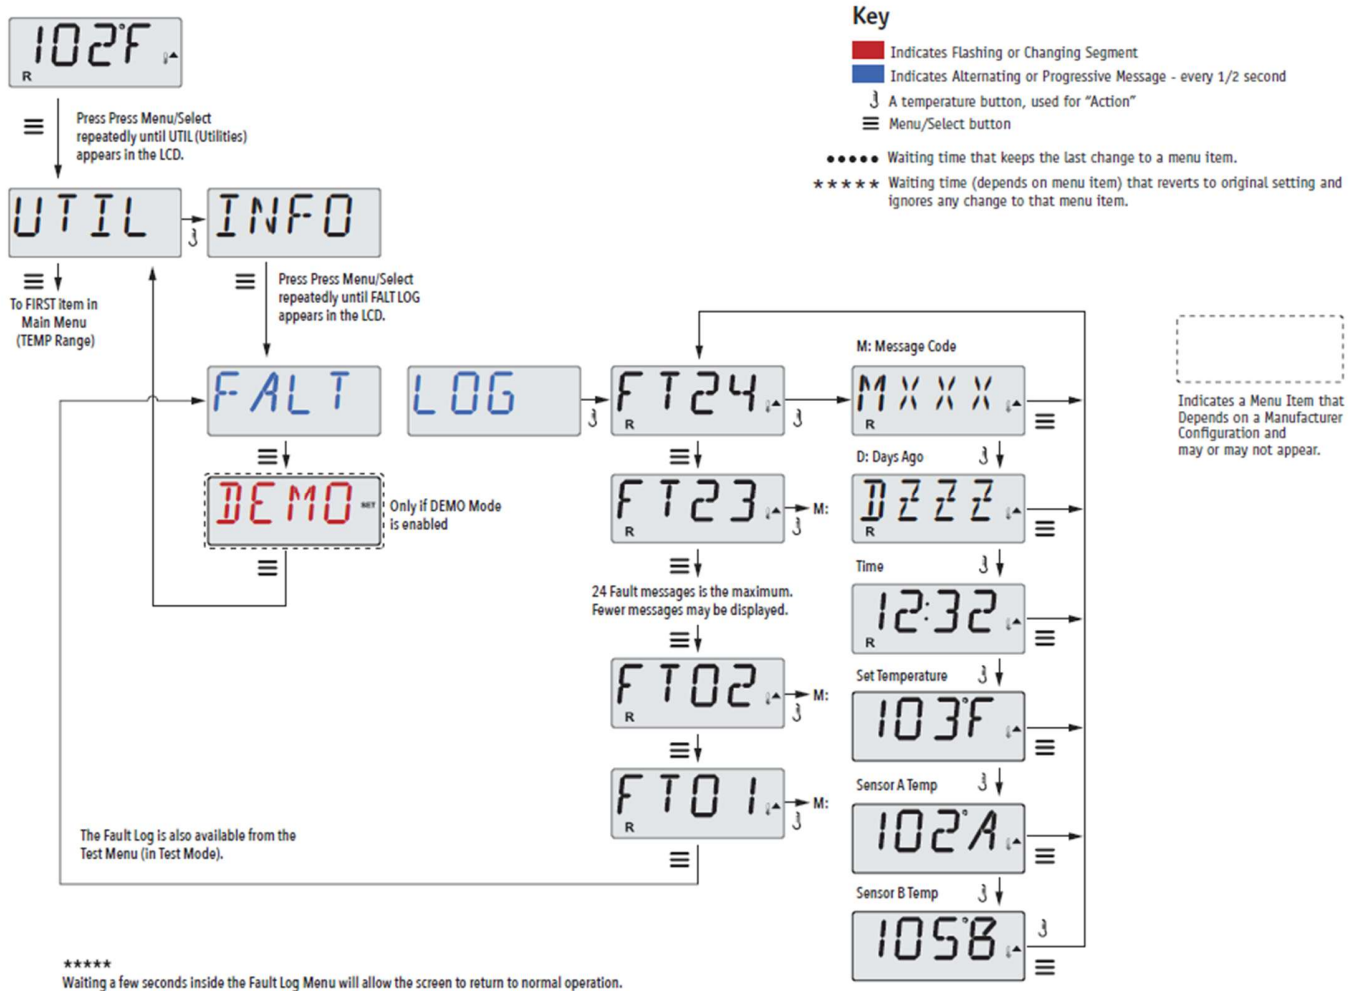 102°F
R
Key
Indicates Flashing or Changing Segment
Indicates Alternating or Progressive Message - every 1/2 second
A temperature button, used for “Action”
Menu/Select button
••••• Waiting time that keeps the last change to a menu item.
***** Waiting time (depends on menu item) that reverts to original setting and
ignores any change to that menu item.
Press Press Menu/Select
repeatedly until UTIL (Utilities)
appears in the LCD.
UTIL
INFO
To FIRST item in
Main Menu
(TEMP Range)
Press Press Menu/Select
repeatedly until FALT LOG
appears in the LCD.
FALT
LOG
FT24
R
M: Message Code
MXXX
R
Indicates a Menu Item that
Depends on a Manufacturer
Configuration and
may or may not appear.
DEMO
SET
Only if DEMO Mode
is enabled
FT23
R
M:
D: Days Ago
DZZZ
R
24 Fault messages is the maximum.
Fewer messages may be displayed.
Time
12:32
R
FT02
R
M:
Set Temperature
103°F
FT01
R
M:
Sensor A Temp
102°A
Sensor B Temp
105°B
The Fault Log is also available from the
Test Menu (in Test Mode).
*****
Waiting a few seconds inside the Fault Log Menu will allow the screen to return to normal operation.